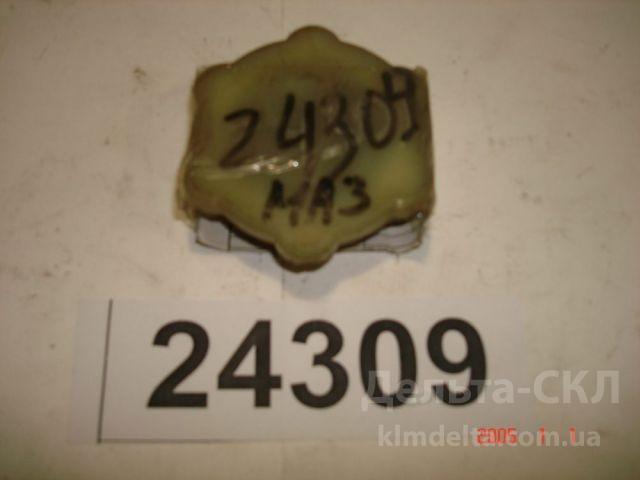 24309
МАЗ
24309
Дельта-СКЛ
klmdelta.com.ua
2005 1 1